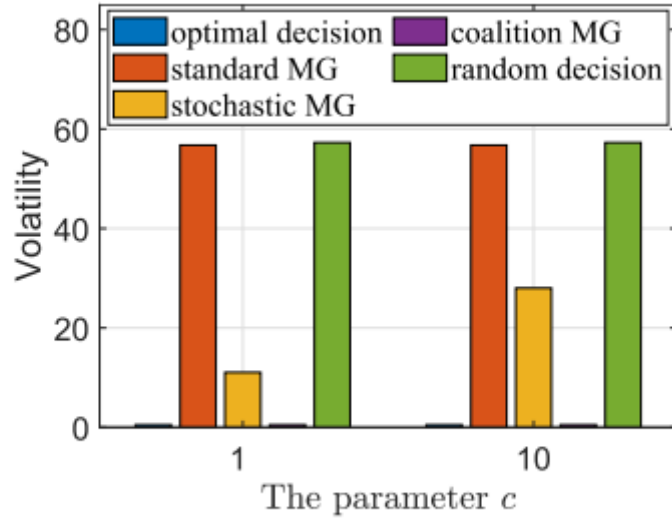 80
optimal decision coalition MG
standard MG random decision
stochastic MG
60
40
20
0
Volatility
1 10
The parameter c